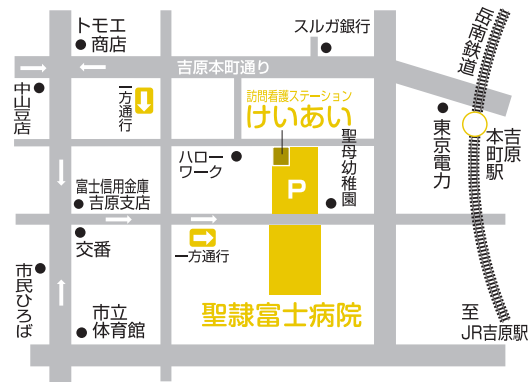 トモエ
商店
スルガ銀行
岳南鉄道
吉原本町通り
中山豆店
一方通行
訪問看護ステーション
けいあい
東京電力
吉原
本町駅
ハロー
ワーク
聖母幼稚園
P
富士信用金庫
吉原支店
交番
一方通行
市民ひろば
市立
体育館
聖隷富士病院
至
JR吉原駅